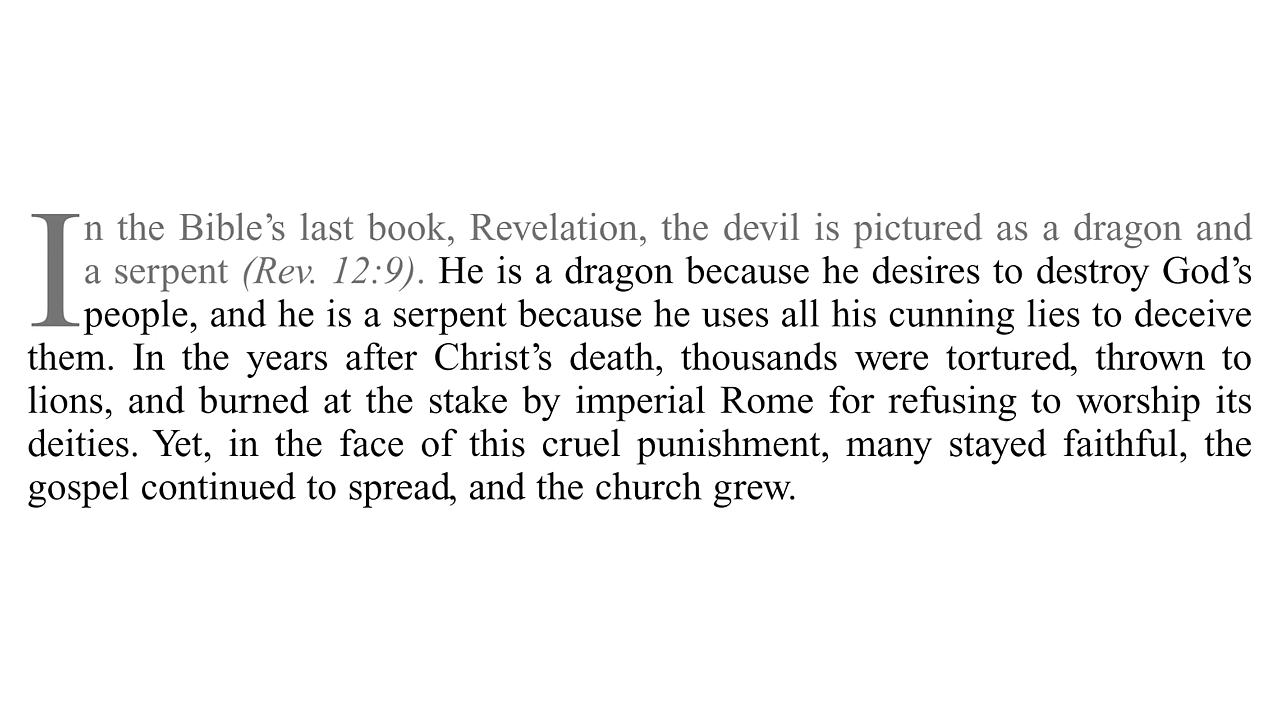 In the Bible’s last book, Revelation, the devil is pictured as a dragon and
a serpent (Rev. 12:9). He is a dragon because he desires to destroy God’s
people, and he is a serpent because he uses all his cunning lies to deceive
them. In the years after Christ’s death, thousands were tortured, thrown to
lions, and burned at the stake by imperial Rome for refusing to worship its
deities. Yet, in the face of this cruel punishment, many stayed faithful, the
gospel continued to spread, and the church grew.